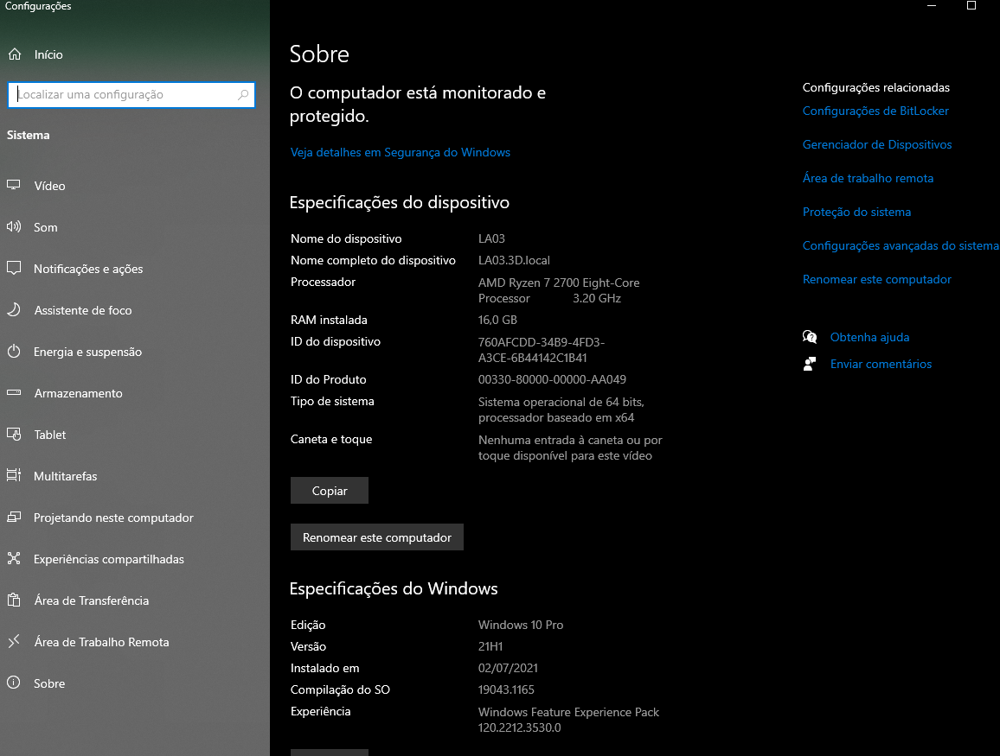 Configurações
Início
Localizar uma configuração
Sistema
Vídeo
Som
Notificações e ações
Assistente de foco
Energia e suspensão
Armazenamento
Tablet
Multitarefas
Projetando neste computador
Experiências compartilhadas
Área de Transferência
Área de Trabalho Remota
Sobre
Sobre
O computador está monitorado e
protegido.
Veja detalhes em Segurança do Windows
Especificações do dispositivo
Nome do dispositivo LA03
Nome completo do dispositivo LA03.3D.local
Processador AMD Ryzen 7 2700 Eight-Core
Processor 3.20 GHz
RAM instalada 16,0 GB
ID do dispositivo 760AFCDD-34B9-4FD3-
A3CE-6B44142C1B41
ID do Produto 00330-80000-00000-AA049
Tipo de sistema Sistema operacional de 64 bits,
processador baseado em x64
Caneta e toque Nenhuma entrada à caneta ou por
toque disponível para este vídeo
Copiar
Renomear este computador
Especificações do Windows
Edição Windows 10 Pro
Versão 21H1
Instalado em 02/07/2021
Compilação do SO 19043.1165
Experiência Windows Feature Experience Pack
120.2212.3530.0
Configurações relacionadas
Configurações de BitLocker
Gerenciador de Dispositivos
Área de trabalho remota
Proteção do sistema
Configurações avançadas do sistema
Renomear este computador
Obtenha ajuda
Enviar comentários